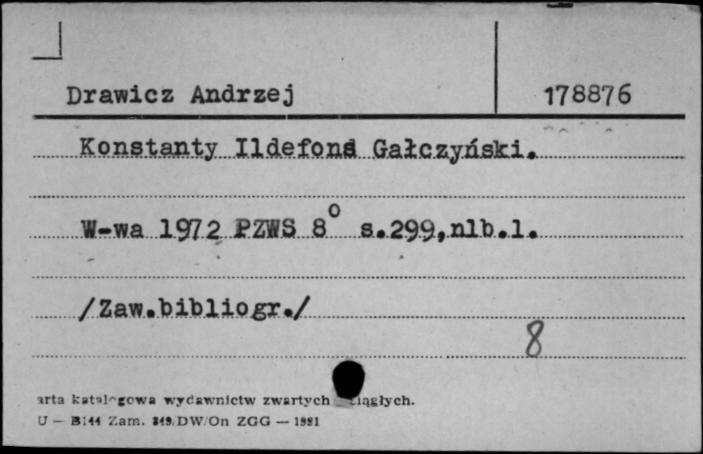 Drawicz Andrzej 178876
Konstanty Ildefons Gałczyński.
W-wa 1972 PZWS 8° s.299,nlb.1.
/Zaw.bibliogr./
8
arta katalogowa wydawnictw zwartych ciągłych.
U — B144 Zam. 349/DW/On ZGG — 1981